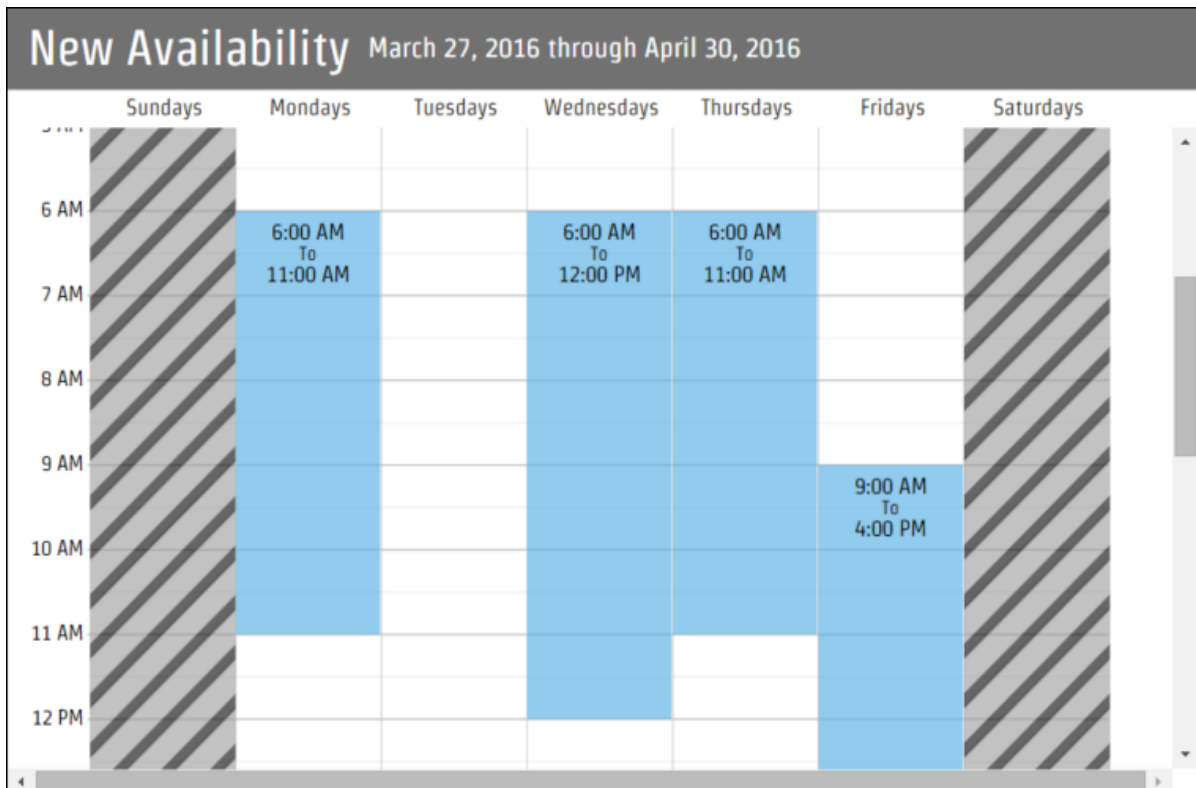 New Availability March 27, 2016 through April 30, 2016
Sundays Mondays Tuesdays Wednesdays Thursdays Fridays Saturdays
6 AM
6:00 AM 6:00 AM 6:00 AM
To To To
11:00 AM 12:00 PM 11:00 AM
7 AM
8 AM
9 AM
9:00 AM
To
4:00 PM
10 AM
11 AM
12 PM